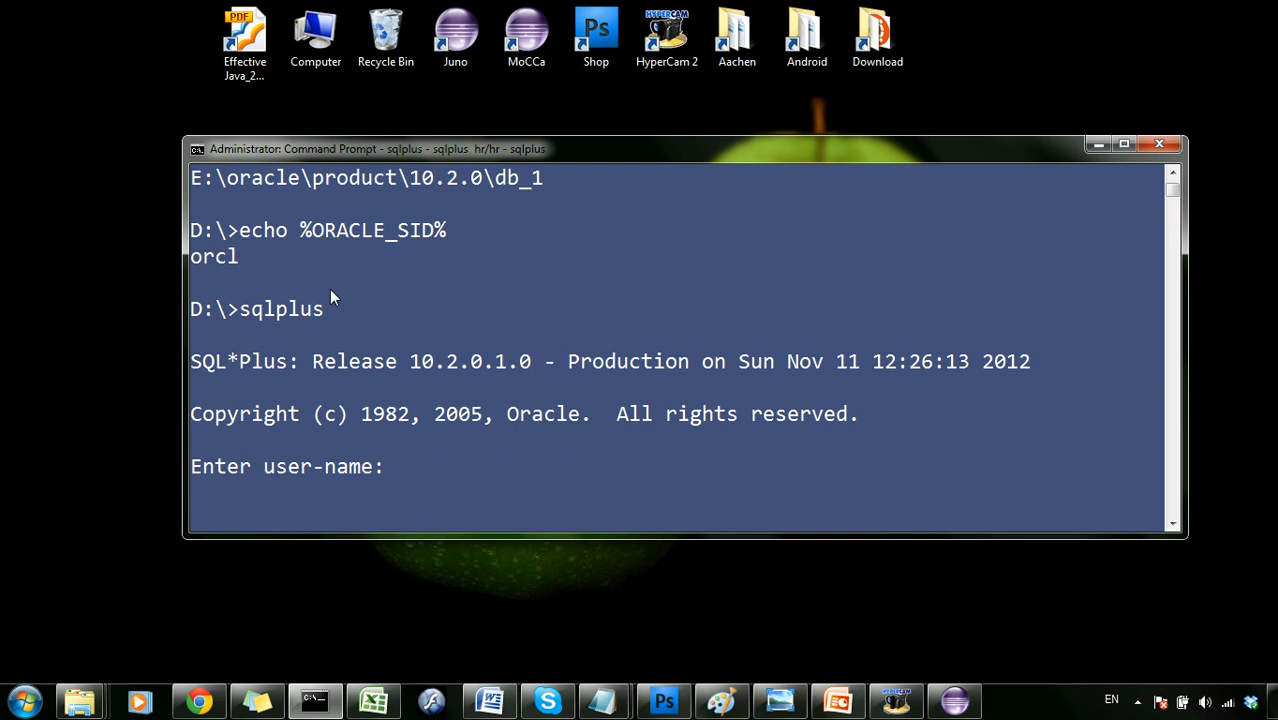 PDF
Effective
Java_2...
Computer
Recycle Bin
Juno
MoCCa
Ps
Shop
HYPERCAM
HyperCam 2
Aachen
Android
Download
Administrator: Command Prompt - sqlplus - sqlplus  hr/hr - sqlplus
E:\oracle\product\10.2.0\db_1
D:\>echo %ORACLE_SID%
orcl
D:\>sqlplus
SQL*Plus: Release 10.2.0.1.0 - Production on Sun Nov 11 12:26:13 2012
Copyright (c) 1982, 2005, Oracle.  All rights reserved.
Enter user-name:
Ps
EN